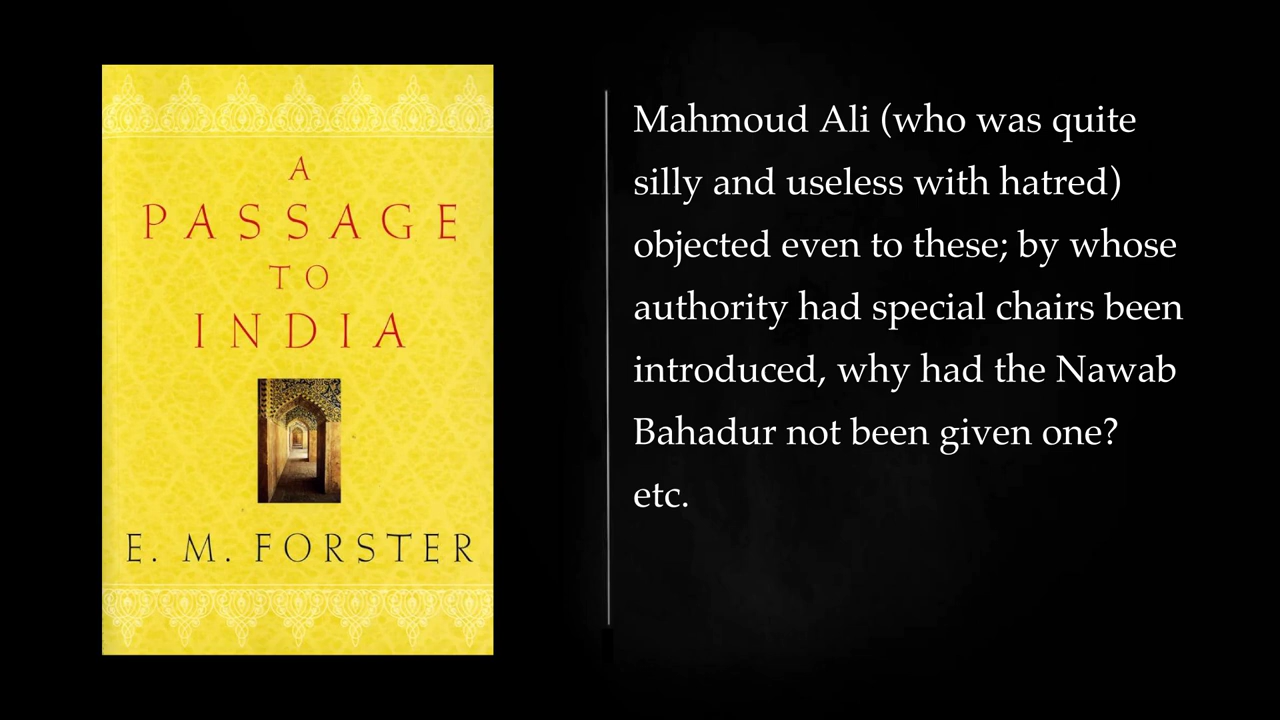 A
PASSAGE
TO
INDIA
E. M. FORSTER
Mahmoud Ali (who was quite
silly and useless with hatred)
objected even to these; by whose
authority had special chairs been
introduced, why had the Nawab
Bahadur not been given one?
etc.